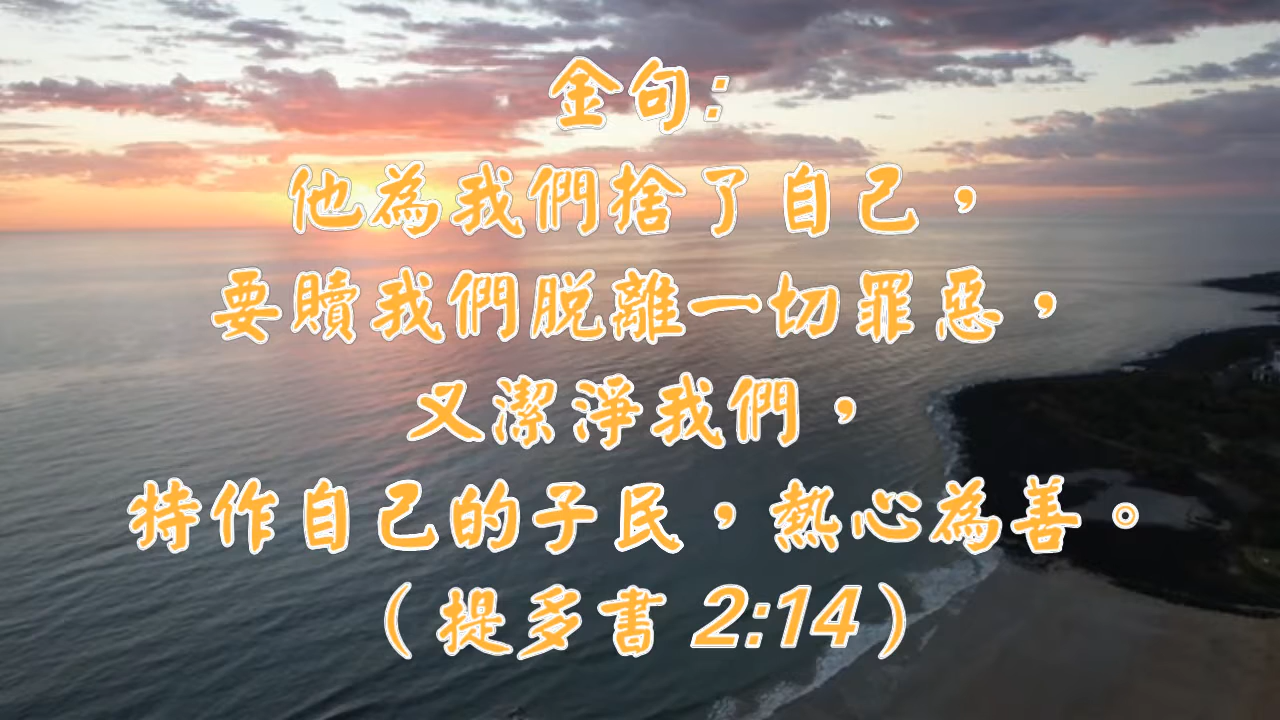 金句:
他為我們捨了自己，
要贖我們脫離一切罪惡，
又潔淨我們，
特作自己的子民，熱心為善。
（提多書 2:14）